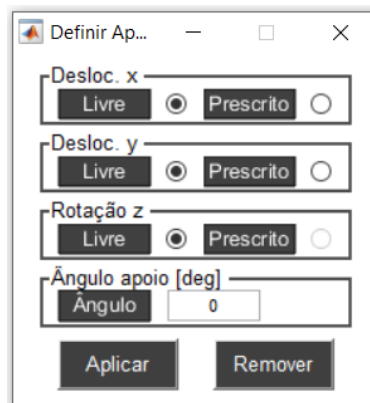 Definir Ap...
Desloc. x
Livre Prescrito
Desloc. y
Livre Prescrito
Rotação z
Livre Prescrito
Ângulo apoio [deg]
Ângulo 0
Aplicar Remover